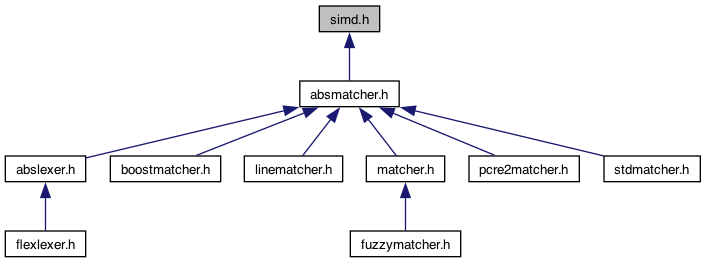 simd.h
absmatcher.h
abslexer.h
boostmatcher.h
linematcher.h
matcher.h
pcre2matcher.h
stdmatcher.h
flexlexer.h
fuzzymatcher.h